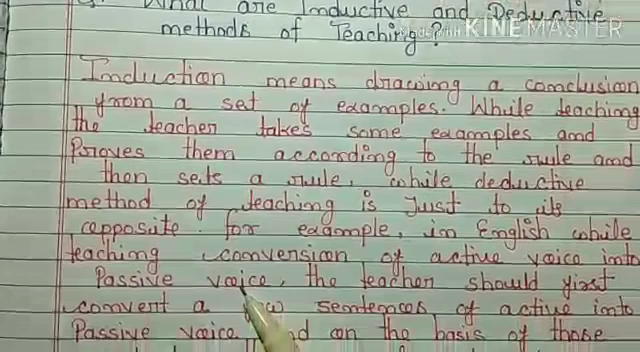 What are Inductive and Deductive
methods of Teaching?
KINEMASTER
Induction means drawing a conclusion
from a set of examples. While teaching
the teacher takes some examples and
Proves them according to the rule and
then sets a rule, while deductive
method of teaching is Just to its
opposite. for example, in English while
teaching conversion of active voice into
Passive voice, the teacher should first
convert a sentences of active into
Passive voice on the basis of those